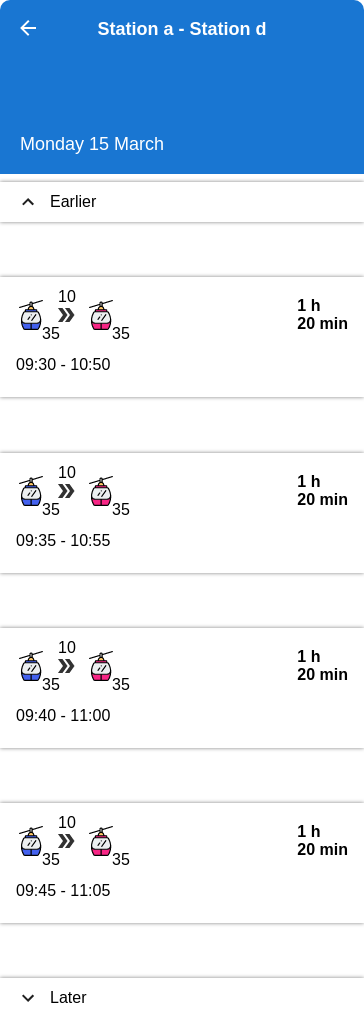 Station a - Station d
Monday 15 March
Earlier
10
35 35
1 h
20 min
09:30 - 10:50
10
35 35
1 h
20 min
09:35 - 10:55
10
35 35
1 h
20 min
09:40 - 11:00
10
35 35
1 h
20 min
09:45 - 11:05
Later